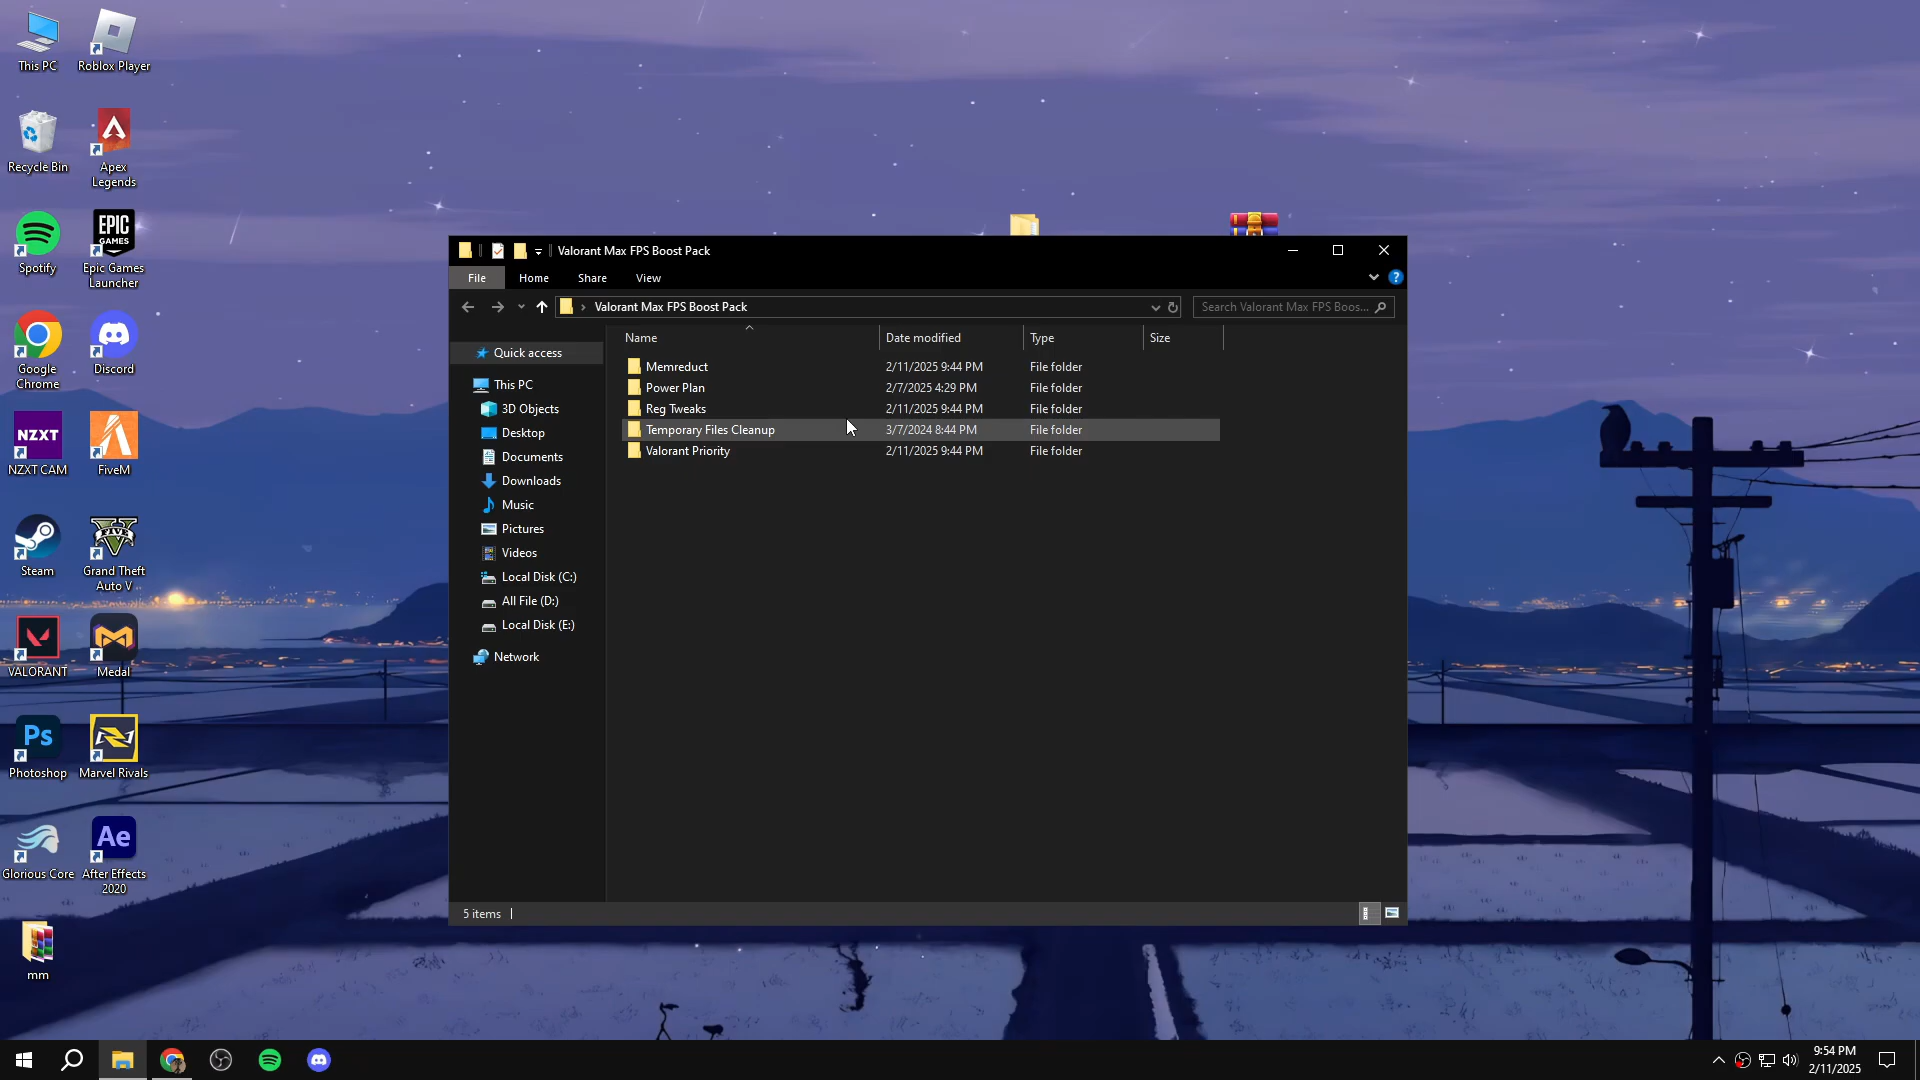 This PC
Roblox Player
Recycle Bin
Apex
Legends
Spotify
EPIC
GAMES
Epic Games
Launcher
Google
Chrome
Discord
NZXT
NZXT CAM
FiveM
Steam
FIVE
Grand Theft
Auto V
VALORANT
Medal
Ps
Photoshop
Marvel Rivals
Glorious Core
Ae
After Effects
2020
mm
Valorant Max FPS Boost Pack
File
Home
Share
View
Valorant Max FPS Boost Pack
Search Valorant Max FPS Boos...
Quick access
This PC
3D Objects
Desktop
Documents
Downloads
Music
Pictures
Videos
Local Disk (C:)
All File (D:)
Local Disk (E:)
Network
Name Date modified Type Size
Memreduct 2/11/2025 9:44 PM File folder
Power Plan 2/7/2025 4:29 PM File folder
Reg Tweaks 2/11/2025 9:44 PM File folder
Temporary Files Cleanup 3/7/2024 8:44 PM File folder
Valorant Priority 2/11/2025 9:44 PM File folder
5 items
9:54 PM
2/11/2025